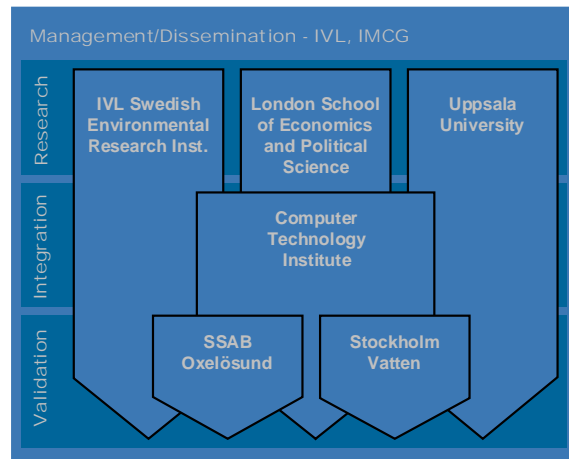 Management/Dissemination - IVL, IMCG
Research
IVL Swedish
Environmental
Research Inst.
London School
of Economics
and Political
Science
Uppsala
University
Integration
Computer
Technology
Institute
Validation
SSAB
Oxelösund
Stockholm
Vatten